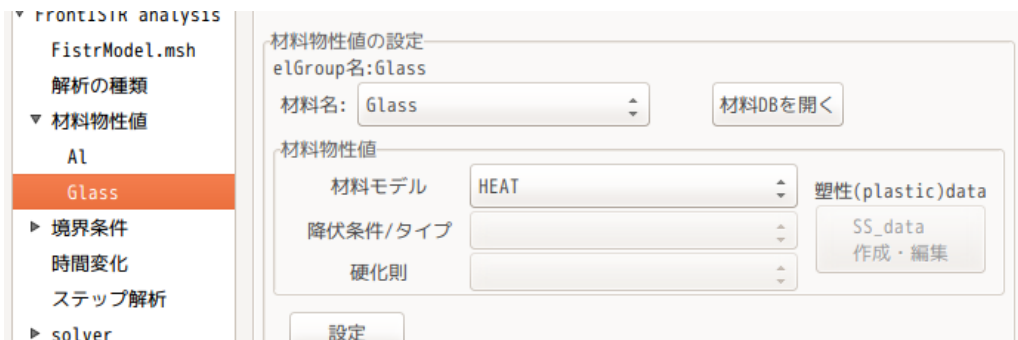 FrontISTR analysis
FistrModel.msh
解析の種類
材料物性値
Al
Glass
境界条件
時間変化
ステップ解析
solver
材料物性値の設定
elGroup名:Glass
材料名: Glass 材料DBを開く
材料物性値
材料モデル HEAT 塑性(plastic)data
降伏条件/タイプ SS_data
作成・編集
硬化則
設定